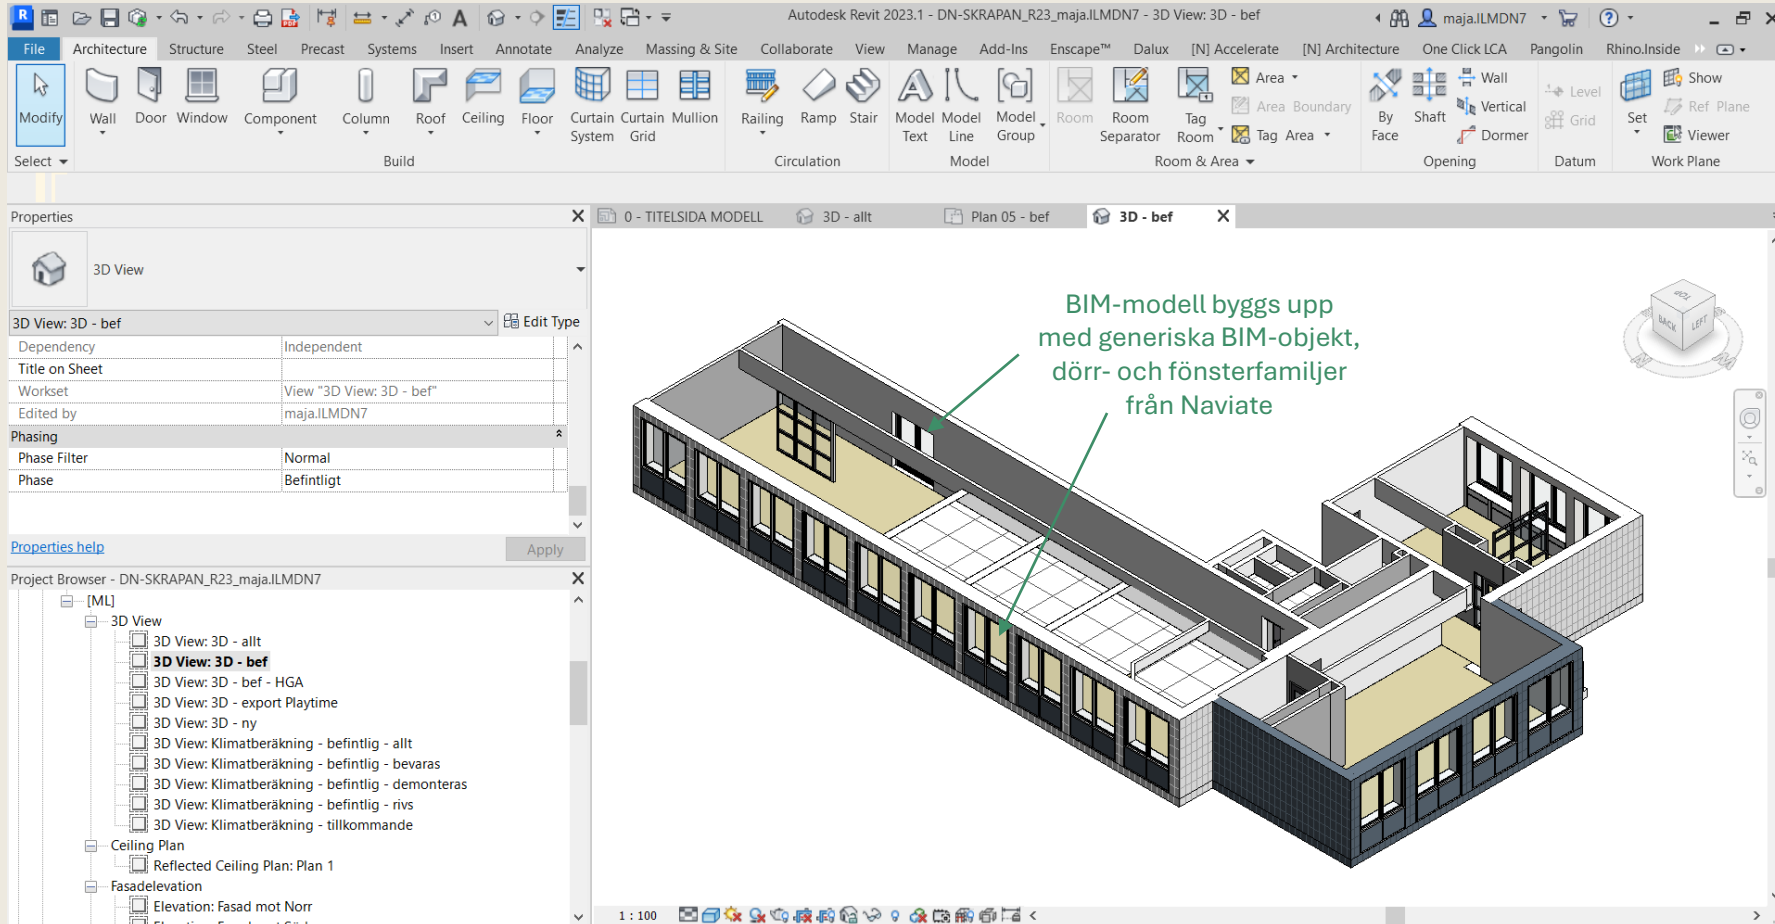 Autodesk Revit 2023.1 - DN-SKRAPAN_R23_maja.ILMDN7 - 3D View: 3D - bef
maja.ILMDN7
File Architecture Structure Steel Precast Systems Insert Annotate Analyze Massing & Site Collaborate View Manage Add-Ins Enscape™ Dalux [N] Accelerate [N] Architecture One Click LCA Pangolin Rhino.Inside
Modify Wall Door Window Component Column Roof Ceiling Floor Curtain System Curtain Grid Mullion Railing Ramp Stair Model Text Model Line Model Group Room Room Separator Tag Room
Area
Area Boundary
Tag Area
By Face
Shaft
Wall
Vertical
Dormer
Level
Grid
Set
Show
Ref Plane
Viewer
Select Build Circulation Model Room & Area Opening Datum Work Plane
Properties
3D View
3D View: 3D - bef Edit Type
Dependency Independent
Title on Sheet
Workset View "3D View: 3D - bef"
Edited by maja.ILMDN7
Phasing
Phase Filter Normal
Phase Befintligt
Properties help Apply
Project Browser - DN-SKRAPAN_R23_maja.ILMDN7
[ML]
3D View
3D View: 3D - allt
3D View: 3D - bef
3D View: 3D - bef - HGA
3D View: 3D - export Playtime
3D View: 3D - ny
3D View: Klimatberäkning - befintlig - allt
3D View: Klimatberäkning - befintlig - bevaras
3D View: Klimatberäkning - befintlig - demonteras
3D View: Klimatberäkning - befintlig - rivs
3D View: Klimatberäkning - tillkommande
Ceiling Plan
Reflected Ceiling Plan: Plan 1
Fasadelevation
Elevation: Fasad mot Norr
0 - TITELSIDA MODELL 3D - allt Plan 05 - bef 3D - bef
BIM-modell byggs upp
med generiska BIM-objekt,
dörr- och fönsterfamiljer
från Naviate
TOP
BACK LEFT
1 : 100